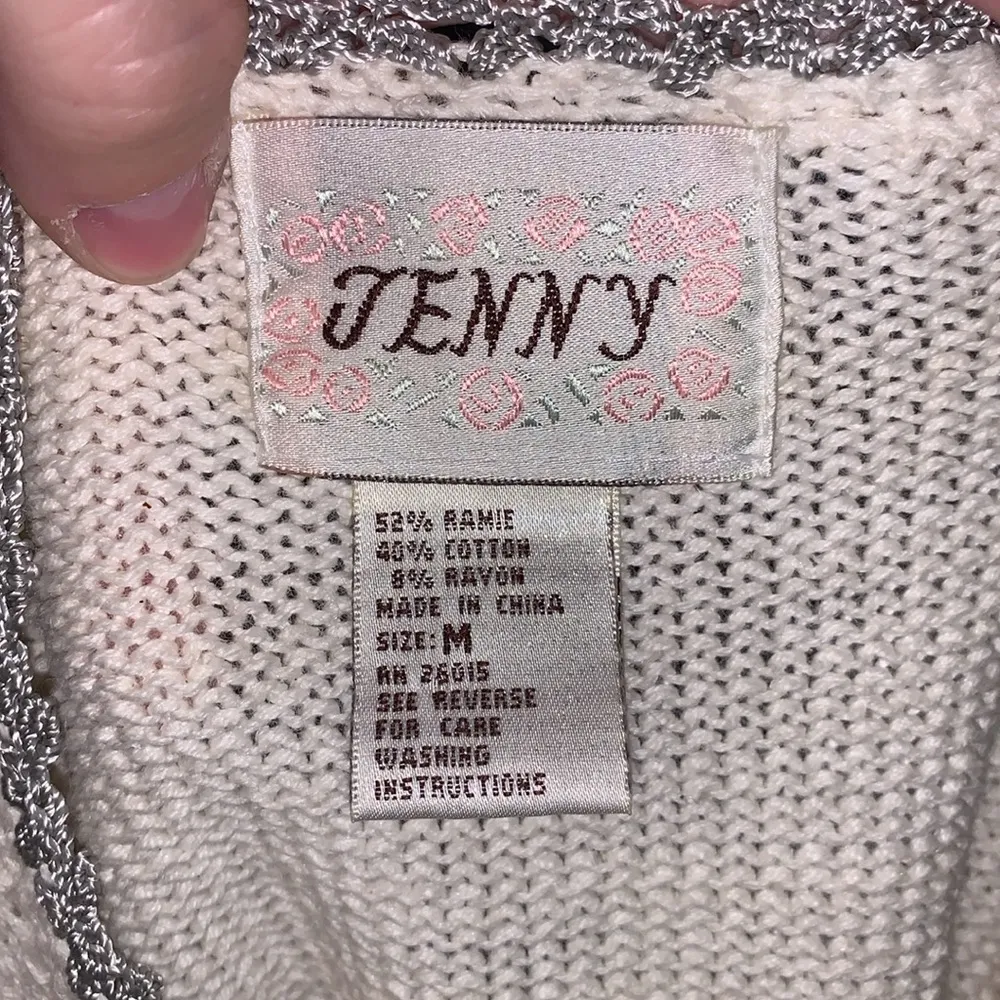 JENNY
52% RAMIE
40% COTTON
8% RAYON
MADE IN CHINA
SIZE: M
RN 26015
SEE REVERSE
FOR CARE
WASHING
INSTRUCTIONS